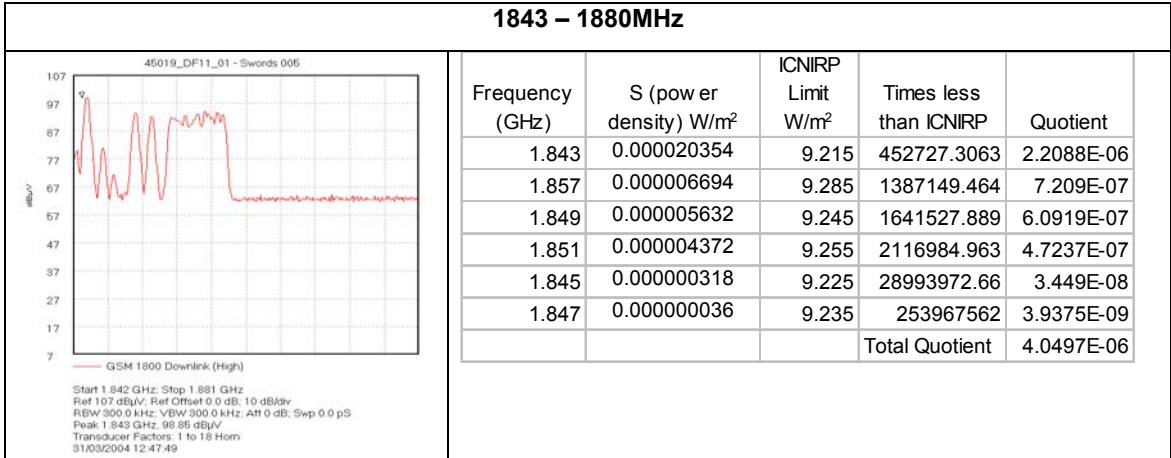 1843 – 1880MHz
45019_DF11_01 - Swords 005
107
97
87
77
67
57
47
37
27
17
7
dBµV
GSM 1800 Downlink (High)
Start 1.842 GHz; Stop 1.881 GHz
Ref 107 dBµV; Ref Offset 0.0 dB; 10 dB/div
RBW 300.0 kHz; VBW 300.0 kHz; Att 0 dB; Swp 0.0 pS
Peak 1.843 GHz, 98.85 dBµV
Transducer Factors: 1 to 18 Horn
31/03/2004 12:47:49
Frequency (GHz) S (pow er density) W/m² ICNIRP Limit W/m² Times less than ICNIRP Quotient
1.843 0.000020354 9.215 452727.3063 2.2088E-06
1.857 0.000006694 9.285 1387149.464 7.209E-07
1.849 0.000005632 9.245 1641527.889 6.0919E-07
1.851 0.000004372 9.255 2116984.963 4.7237E-07
1.845 0.000000318 9.225 28993972.66 3.449E-08
1.847 0.000000036 9.235 253967562 3.9375E-09
Total Quotient 4.0497E-06